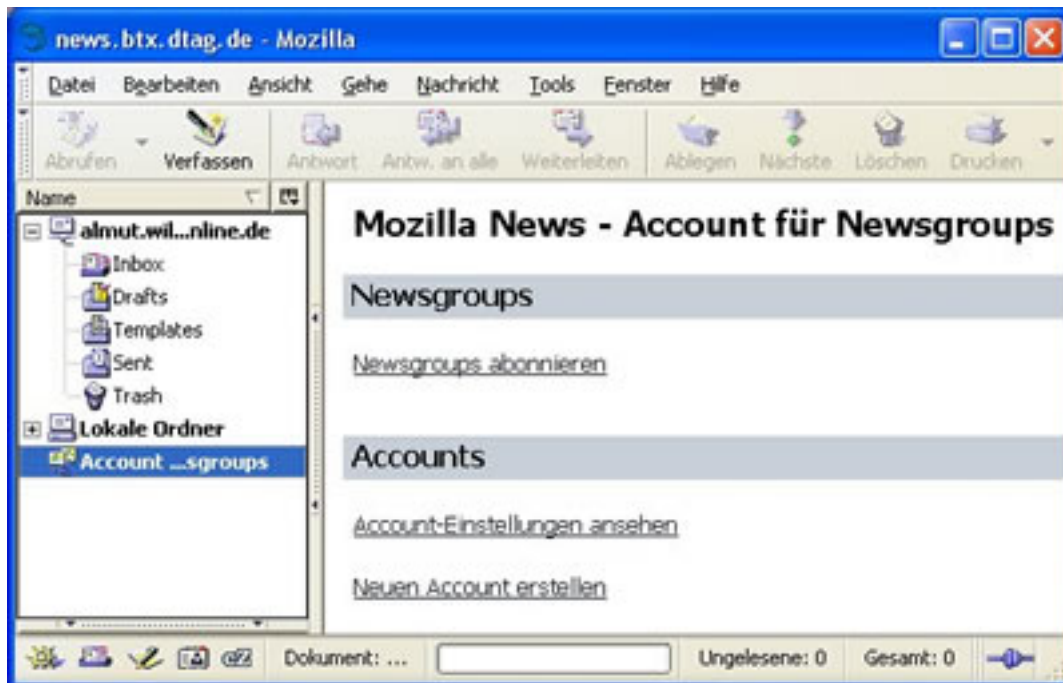 news.btx.dtag.de - Mozilla
Datei Bearbeiten Ansicht Gehe Nachricht Tools Fenster Hilfe
Abrufen Verfassen Antwort Antw. an alle Weiterleiten Ablegen Nächste Löschen Drucken
Name
almut.wil...nline.de
Inbox
Drafts
Templates
Sent
Trash
Lokale Ordner
Account ...sgroups
Mozilla News - Account für Newsgroups
Newsgroups
Newsgroups abonnieren
Accounts
Account-Einstellungen ansehen
Neuen Account erstellen
Dokument: ... Ungelesene: 0 Gesamt: 0